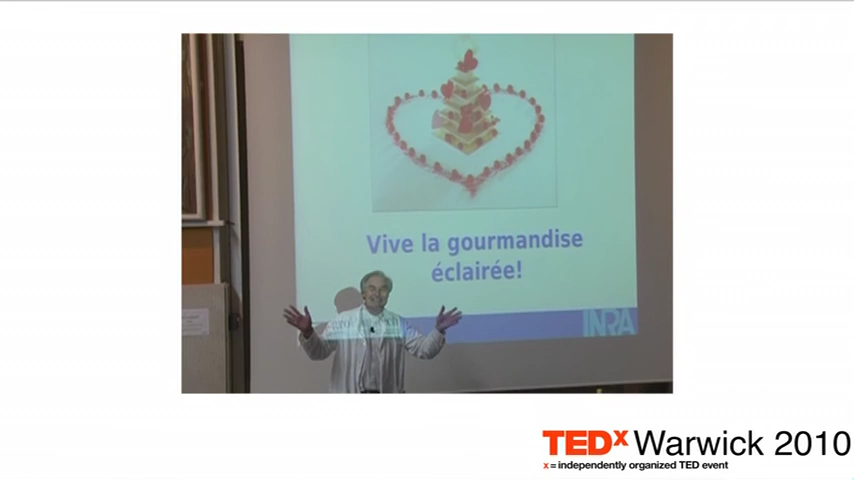 Vive la gourmandise
éclairée!
INRA
TEDx Warwick 2010
x = independently organized TED event